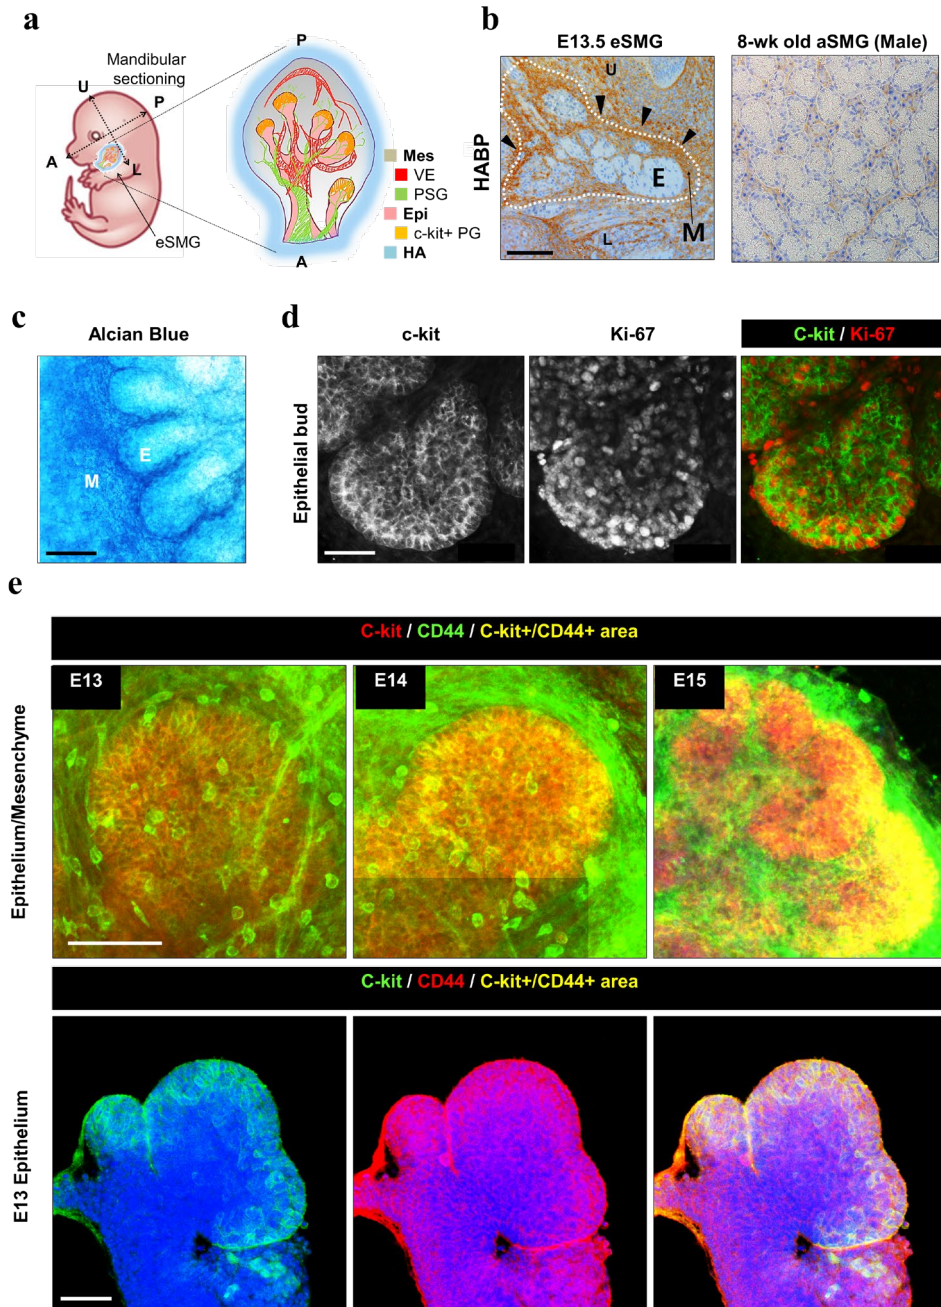 a
Mandibular
sectioning
U
P
A
L
eSMG
P
A
Mes
VE
PSG
Epi
c-kit+ PG
HA
b
E13.5 eSMG
8-wk old aSMG (Male)
HABP
U
E
M
L
c
Alcian Blue
M
E
d
c-kit
Ki-67
C-kit / Ki-67
Epithelial bud
e
C-kit / CD44 / C-kit+/CD44+ area
E13
E14
E15
Epithelium/Mesenchyme
C-kit / CD44 / C-kit+/CD44+ area
E13 Epithelium